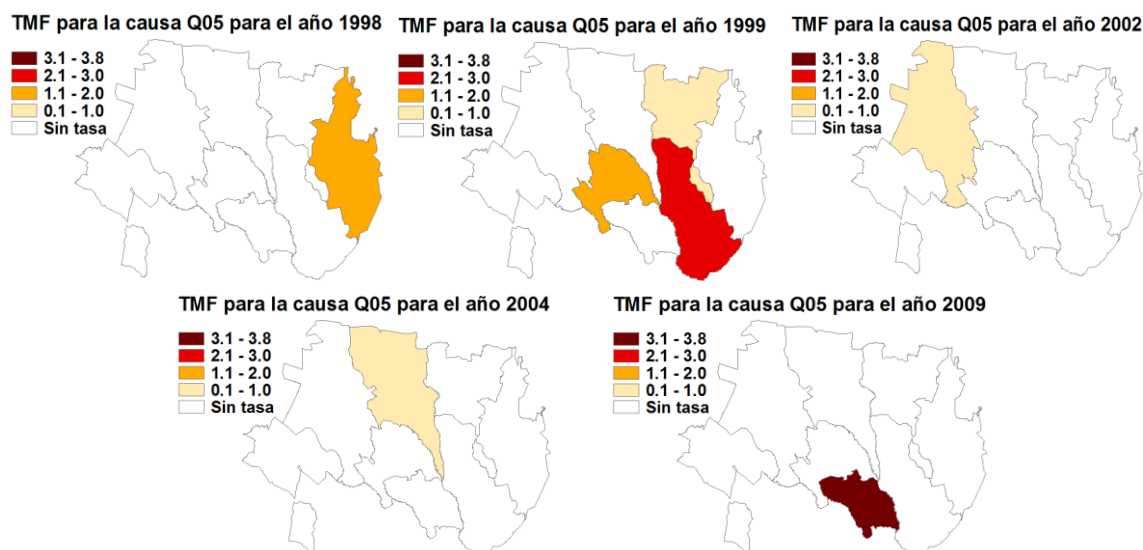 TMF para la causa Q05 para el año 1998
3.1 - 3.8
2.1 - 3.0
1.1 - 2.0
0.1 - 1.0
Sin tasa
TMF para la causa Q05 para el año 1999
3.1 - 3.8
2.1 - 3.0
1.1 - 2.0
0.1 - 1.0
Sin tasa
TMF para la causa Q05 para el año 2002
3.1 - 3.8
2.1 - 3.0
1.1 - 2.0
0.1 - 1.0
Sin tasa
TMF para la causa Q05 para el año 2004
3.1 - 3.8
2.1 - 3.0
1.1 - 2.0
0.1 - 1.0
Sin tasa
TMF para la causa Q05 para el año 2009
3.1 - 3.8
2.1 - 3.0
1.1 - 2.0
0.1 - 1.0
Sin tasa